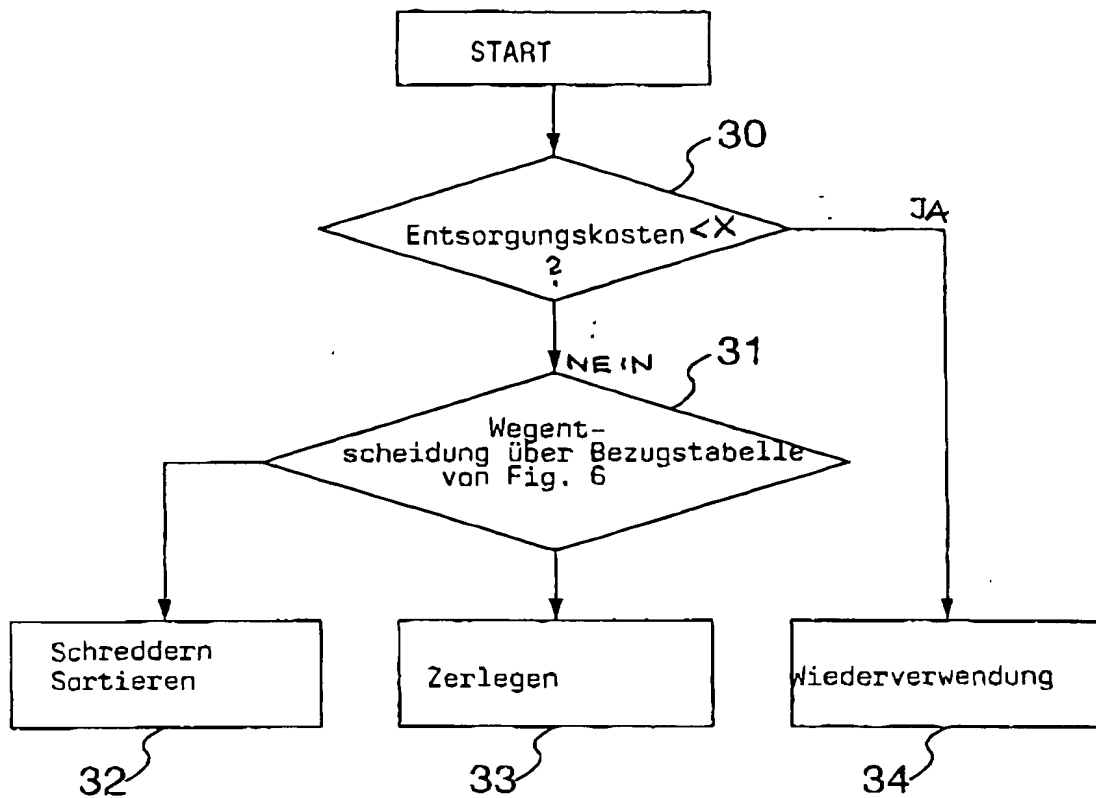 START
30
JA
Entsorgungskosten <X
?
NEIN
31
Wegent-
scheidung über Bezugstabelle
von Fig. 6
Schreddern
Sortieren
Zerlegen
Wiederverwendung
32
33
34